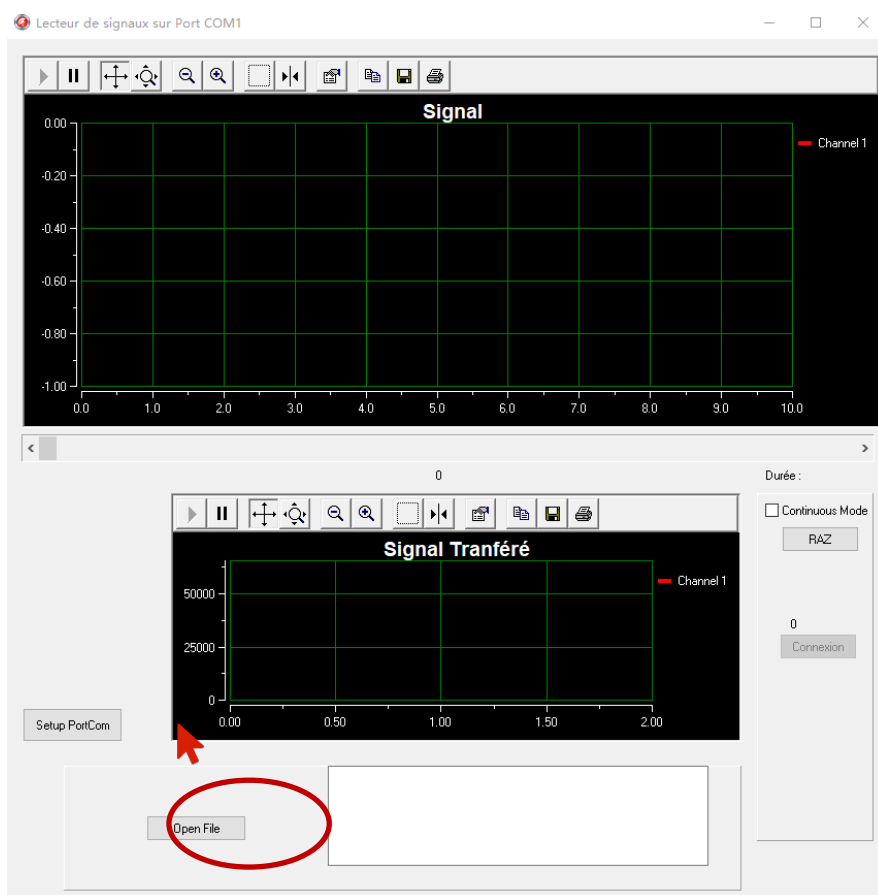 Lecteur de signaux sur Port COM1
Signal
Channel 1
0.00
-0.20
-0.40
-0.60
-0.80
-1.00
0.0 1.0 2.0 3.0 4.0 5.0 6.0 7.0 8.0 9.0 10.0
0
Durée :
Continuous Mode
RAZ
Signal Tranféré
Channel 1
50000
25000
0
0.00 0.50 1.00 1.50 2.00
0
Connexion
Setup PortCom
Open File